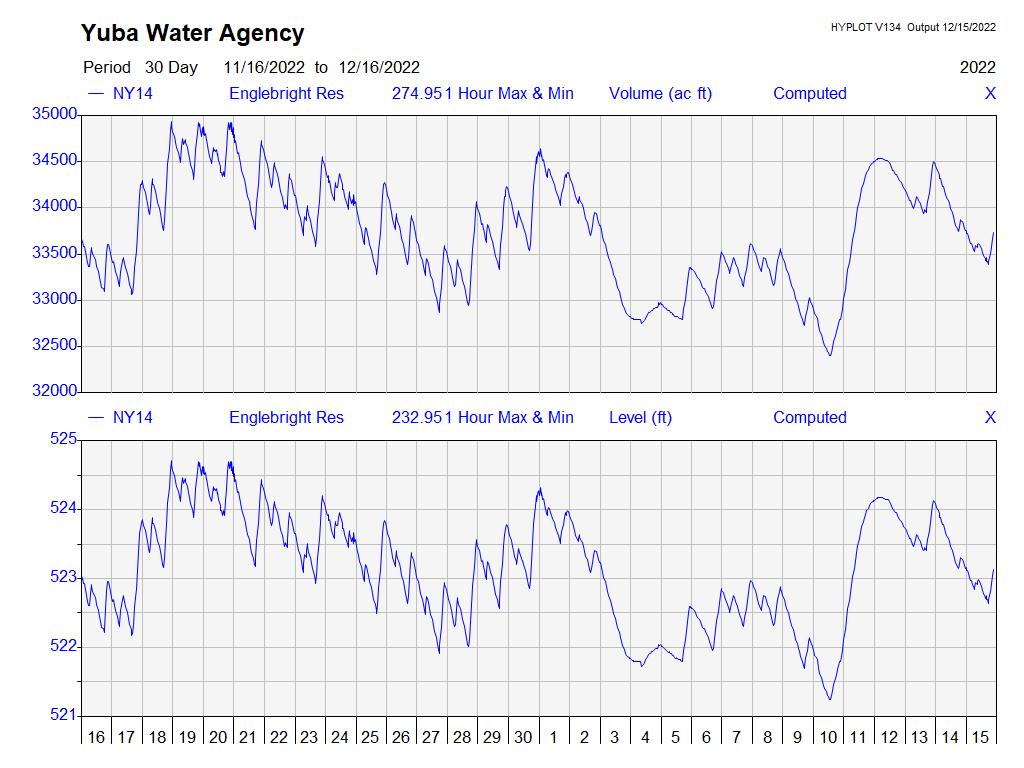 Yuba Water Agency
HYPLOT V134 Output 12/15/2022
Period 30 Day 11/16/2022 to 12/16/2022 2022
NY14 Englebright Res 274.951 Hour Max & Min Volume (ac ft) Computed X
35000
34500
34000
33500
33000
32500
32000
NY14 Englebright Res 232.951 Hour Max & Min Level (ft) Computed X
525
524
523
522
521
16 17 18 19 20 21 22 23 24 25 26 27 28 29 30 1 2 3 4 5 6 7 8 9 10 11 12 13 14 15